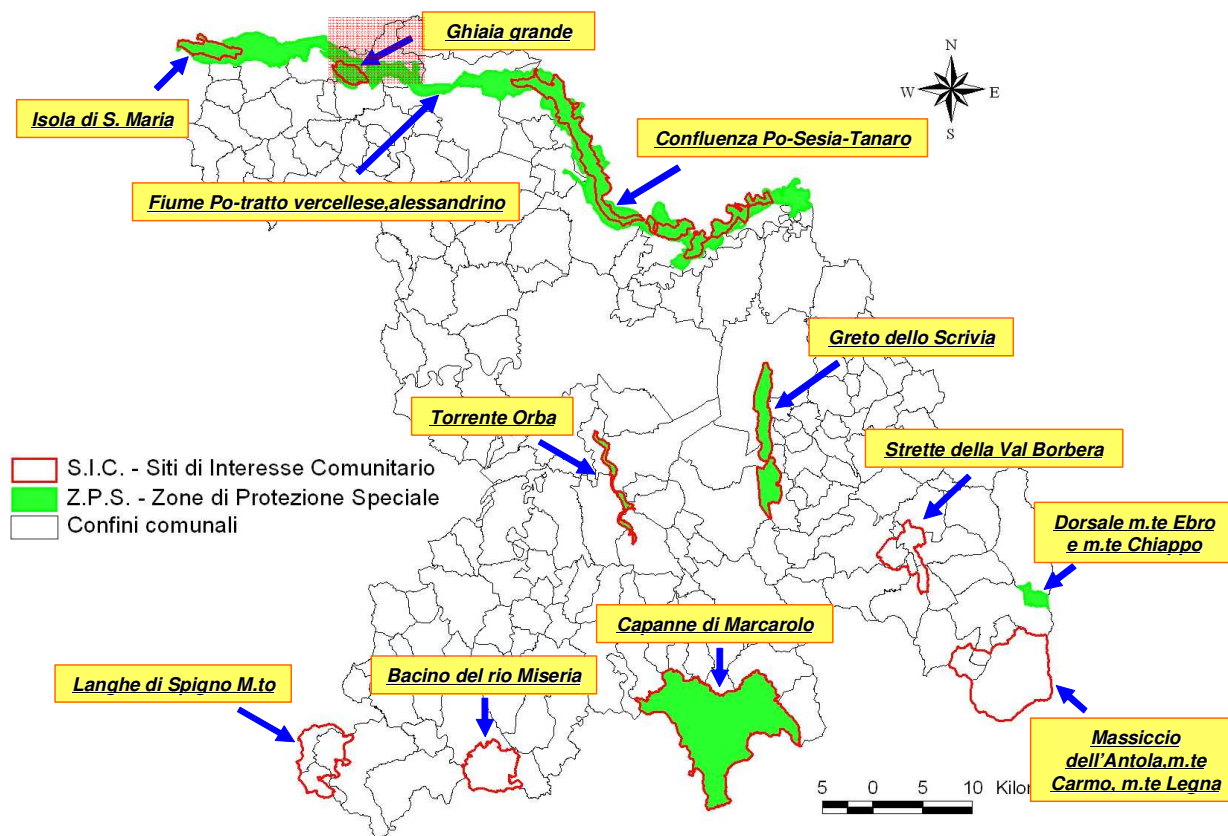 Ghiaia grande
N
W
E
S
Isola di S. Maria
Confluenza Po-Sesia-Tanaro
Fiume Po-tratto vercellese,alessandrino
Greto dello Scrivia
Torrente Orba
Strette della Val Borbera
S.I.C. - Siti di Interesse Comunitario
Z.P.S. - Zone di Protezione Speciale
Confini comunali
Dorsale m.te Ebro
e m.te Chiappo
Capanne di Marcarolo
Langhe di Spigno M.to
Bacino del rio Miseria
Massiccio
dell'Antola,m.te
Carmo, m.te Legna
5 0 5 10 Kilo